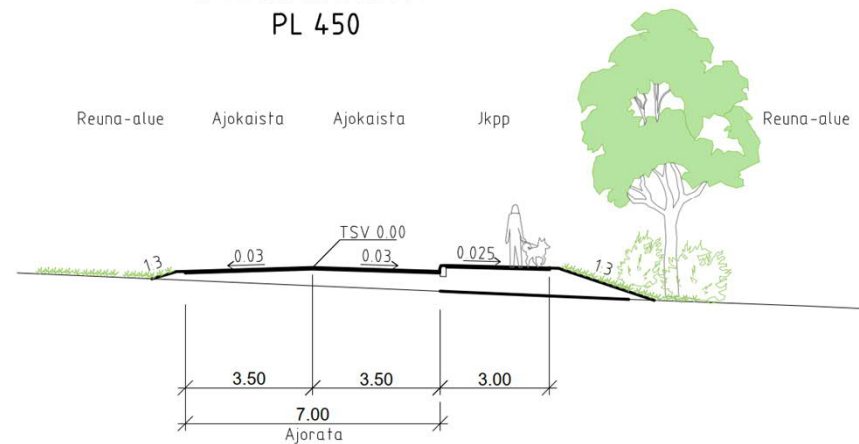 PL 450
Reuna-alue Ajokaista Ajokaista Jkpp Reuna-alue
TSV 0.00
1:3 0.03 0.03 0.025 1:3
3.50 3.50 3.00
7.00
Ajorata